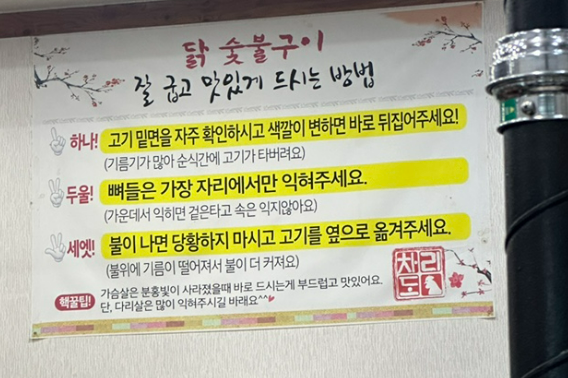 닭 숯불구이
잘 굽고 맛있게 드시는 방법
하나! 고기 밑면을 자주 확인하시고 색깔이 변하면 바로 뒤집어주세요!
(기름기가 많아 순식간에 고기가 타버려요)
두울! 뼈들은 가장 자리에서만 익혀주세요.
(가운데서 익히면 겉은타고 속은 익지않아요)
세엣! 불이 나면 당황하지 마시고 고기를 옆으로 옮겨주세요.
(불위에 기름이 떨어져서 불이 더 커져요)
핵꿀팁! 가슴살은 분홍빛이 사라졌을때 바로 드시는게 부드럽고 맛있어요.
단, 다리살은 많이 익혀주시길 바래요^^